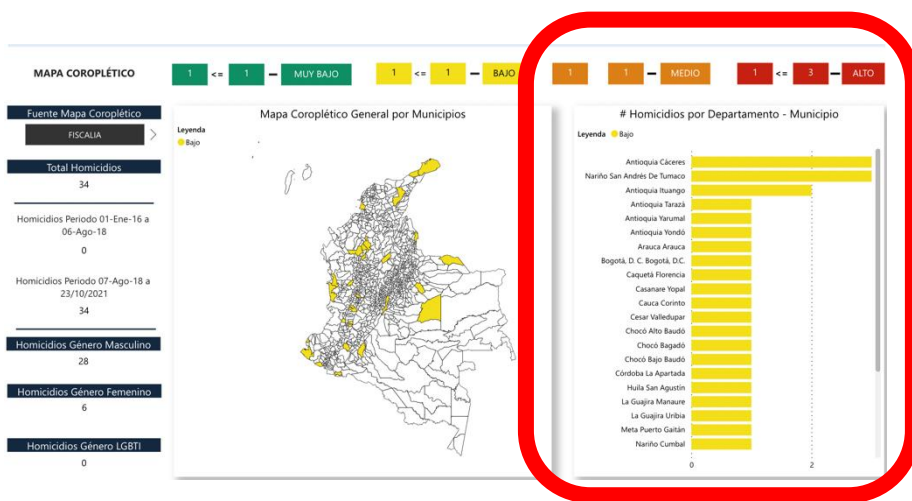 MAPA COROPLÉTICO
1 <= 1 – MUY BAJO
1 <= 1 – BAJO
1 1 – MEDIO
1 <= 3 – ALTO
Fuente Mapa Coroplético
FISCALIA
Total Homicidios
34
Homicidios Periodo 01-Ene-16 a
06-Ago-18
0
Homicidios Periodo 07-Ago-18 a
23/10/2021
34
Homicidios Género Masculino
28
Homicidios Género Femenino
6
Homicidios Género LGBTI
0
Mapa Coroplético General por Municipios
Leyenda
Bajo
# Homicidios por Departamento - Municipio
Leyenda Bajo
Antioquia Cáceres
Nariño San Andrés De Tumaco
Antioquia Ituango
Antioquia Tarazá
Antioquia Yarumal
Antioquia Yondó
Arauca Arauca
Bogotá, D. C. Bogotá, D.C.
Caquetá Florencia
Casanare Yopal
Cauca Corinto
Cesar Valledupar
Chocó Alto Baudó
Chocó Bagadó
Chocó Bajo Baudó
Córdoba La Apartada
Huila San Agustín
La Guajira Manaure
La Guajira Uribia
Meta Puerto Gaitán
Nariño Cumbal
0 2